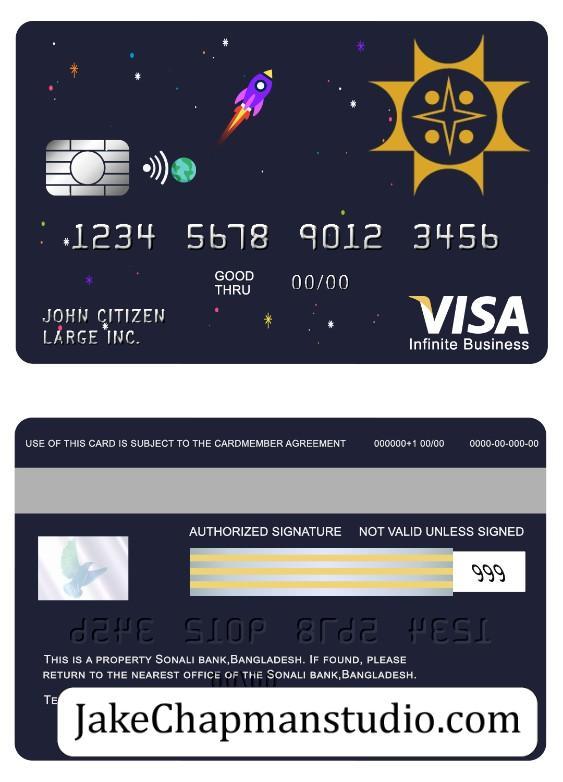 1234 5678 9012 3456
GOOD
THRU
00/00
JOHN CITIZEN
LARGE INC.
VISA
Infinite Business
USE OF THIS CARD IS SUBJECT TO THE CARDMEMBER AGREEMENT 000000+1 00/00 0000-00-000-00
AUTHORIZED SIGNATURE NOT VALID UNLESS SIGNED
999
THIS IS A PROPERTY SONALI BANK,BANGLADESH. IF FOUND, PLEASE
RETURN TO THE NEAREST OFFICE OF THE SONALI BANK,BANGLADESH.
JakeChapmanstudio.com